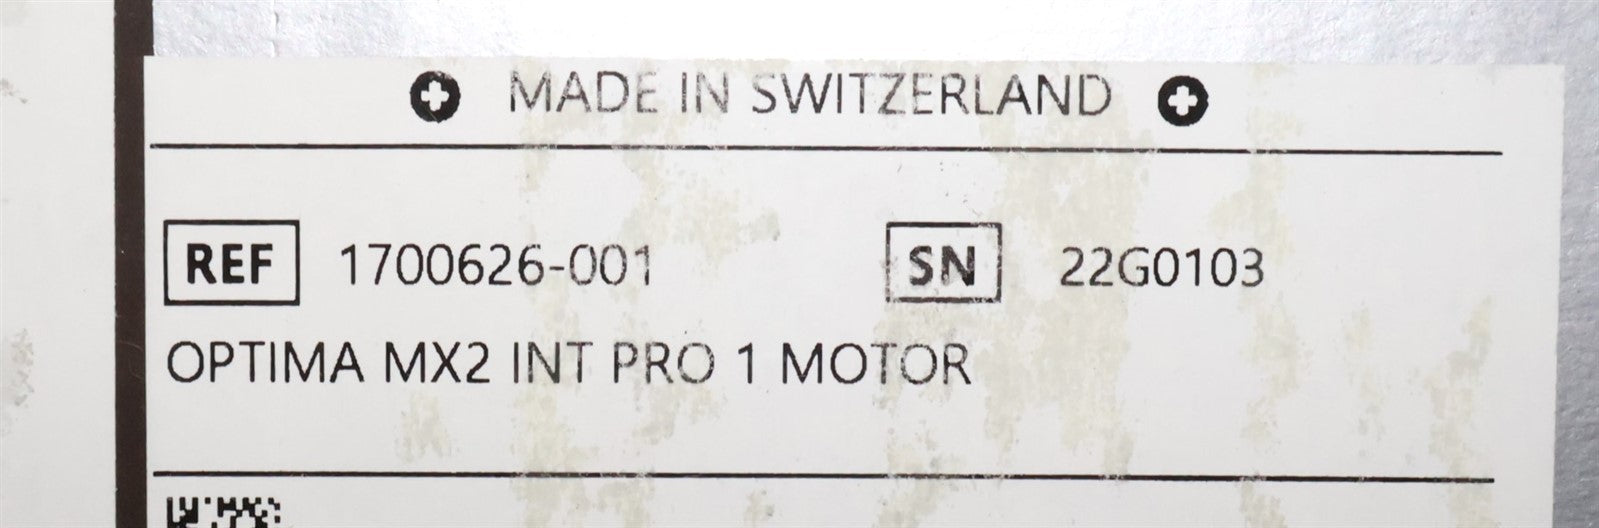 MADE IN SWITZERLAND
REF 1700626-001 SN 22G0103
OPTIMA MX2 INT PRO 1 MOTOR